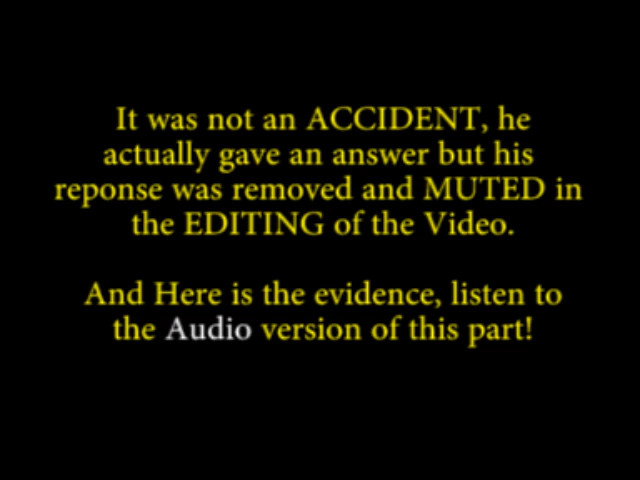 It was not an ACCIDENT, he
actually gave an answer but his
reponse was removed and MUTED in
the EDITING of the Video.
And Here is the evidence, listen to
the Audio version of this part!